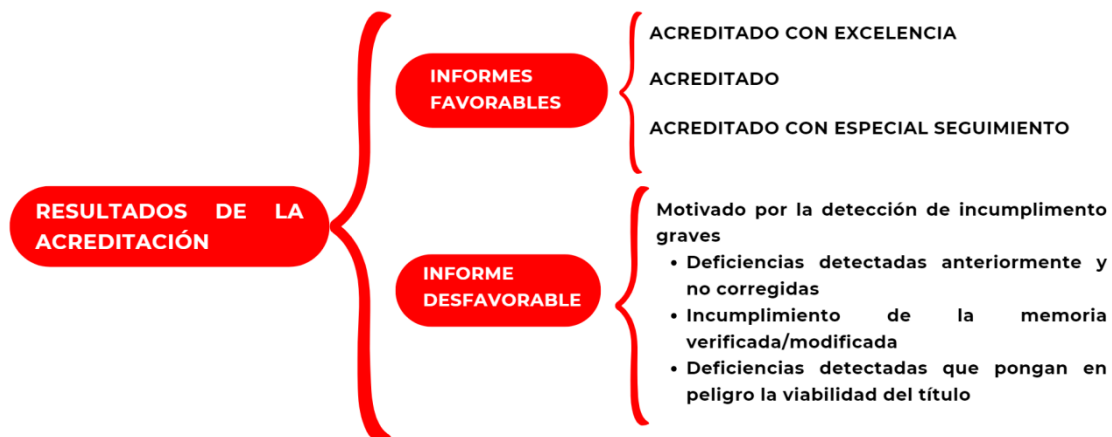 RESULTADOS DE LA
ACREDITACIÓN
INFORMES
FAVORABLES
ACREDITADO CON EXCELENCIA
ACREDITADO
ACREDITADO CON ESPECIAL SEGUIMIENTO
INFORME
DESFAVORABLE
Motivado por la detección de incumplimento
graves
• Deficiencias detectadas anteriormente y
no corregidas
• Incumplimiento de la memoria
verificada/modificada
• Deficiencias detectadas que pongan en
peligro la viabilidad del título